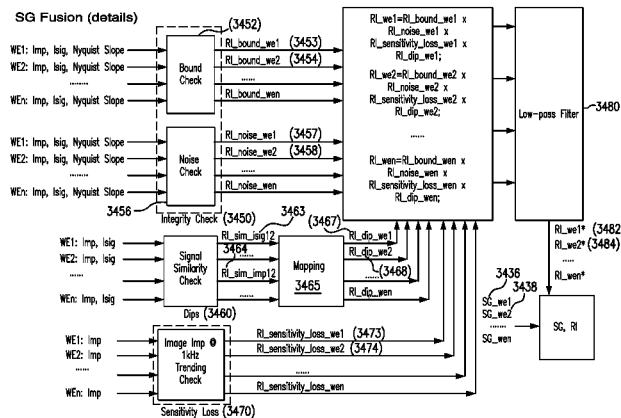 SG Fusion (details)
3452
WE1: Imp, Isig, Nyquist Slope
WE2: Imp, Isig, Nyquist Slope
........
WEn: Imp, Isig, Nyquist Slope
Bound
Check
RI_bound_we1 (3453)
RI_bound_we2 (3454)
......
RI_bound_wen
WE1: Imp, Isig, Nyquist Slope
WE2: Imp, Isig, Nyquist Slope
........
WEn: Imp, Isig, Nyquist Slope
Noise
Check
RI_noise_we1 (3457)
RI_noise_we2 (3458)
......
RI_noise_wen
3456
Integrity Check (3450)
RI_we1=RI_bound_we1 x
RI_noise_we1 x
RI_sensitivity_loss_we1 x
RI_dip_we1;
RI_we2=RI_bound_we2 x
RI_noise_we2 x
RI_sensitivity_loss_we2 x
RI_dip_we2;
......
RI_wen=RI_bound_wen x
RI_noise_wen x
RI_sensitivity_loss_wen x
RI_dip_wen;
Low-pass Filter
3480
RI_we1* (3482
RI_we2* 3484)
.....
RI_wen*
3436
SG_we1
3438
SG_we2
.......
SG_wen
SG, RI
WE1: Imp, Isig
WE2: Imp, Isig
......
WEn: Imp, Isig
Signal
Similarity
Check
RI_sim_isig12
3463
3464
......
RI_sim_imp12
......
Dips (3460)
Mapping
3465
(3467)
RI_dip_we1
RI_dip_we2
(3468)
......
RI_dip_wen
WE1: Imp
WE2: Imp
......
WEn: Imp
Image Imp @
1kHz
Trending
Check
RI_sensitivity_loss_we1 (3473)
RI_sensitivity_loss_we2 (3474)
......
RI_sensitivity_loss_wen
Sensitivity Loss (3470)